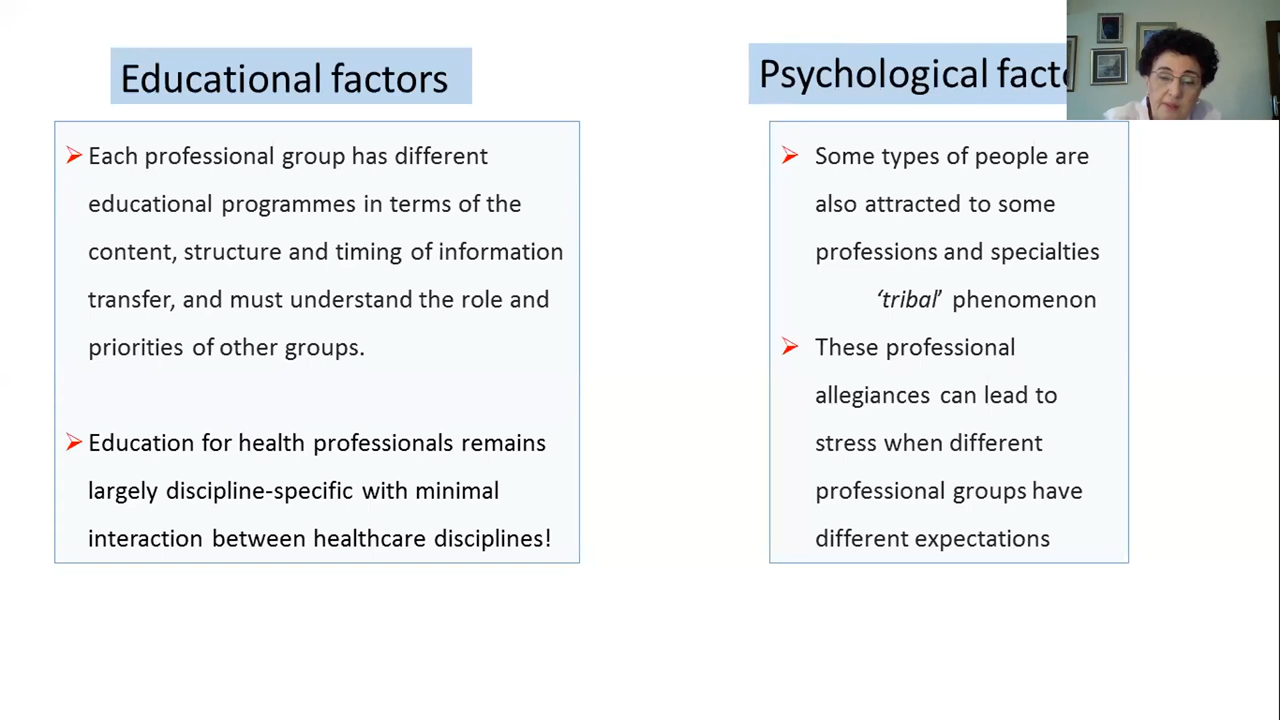 Educational factors
Each professional group has different
educational programmes in terms of the
content, structure and timing of information
transfer, and must understand the role and
priorities of other groups.
Education for health professionals remains
largely discipline-specific with minimal
interaction between healthcare disciplines!
Psychological
Some types of people are
also attracted to some
professions and specialties
‘tribal’ phenomenon
These professional
allegiances can lead to
stress when different
professional groups have
different expectations